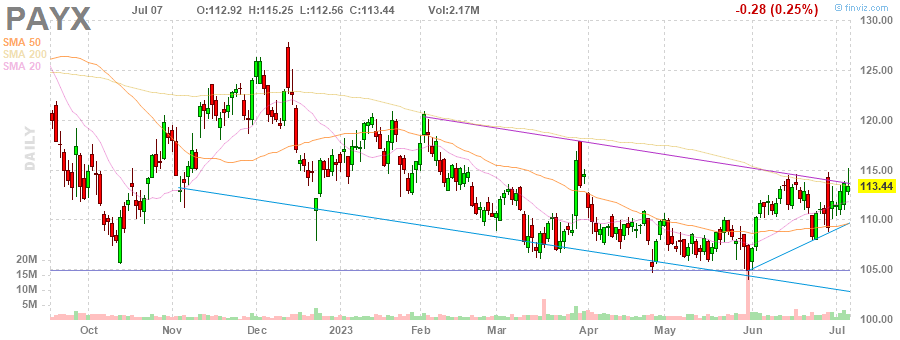 PAYX
Jul 07 O:112.92 H:115.25 L:112.56 C:113.44 Vol:2.17M -0.28 (0.25%) finviz.com
SMA 50
SMA 200
SMA 20
DAILY
130.00
125.00
120.00
115.00
113.44
110.00
105.00
100.00
20M
15M
10M
5M
Oct Nov Dec 2023 Feb Mar Apr May Jun Jul